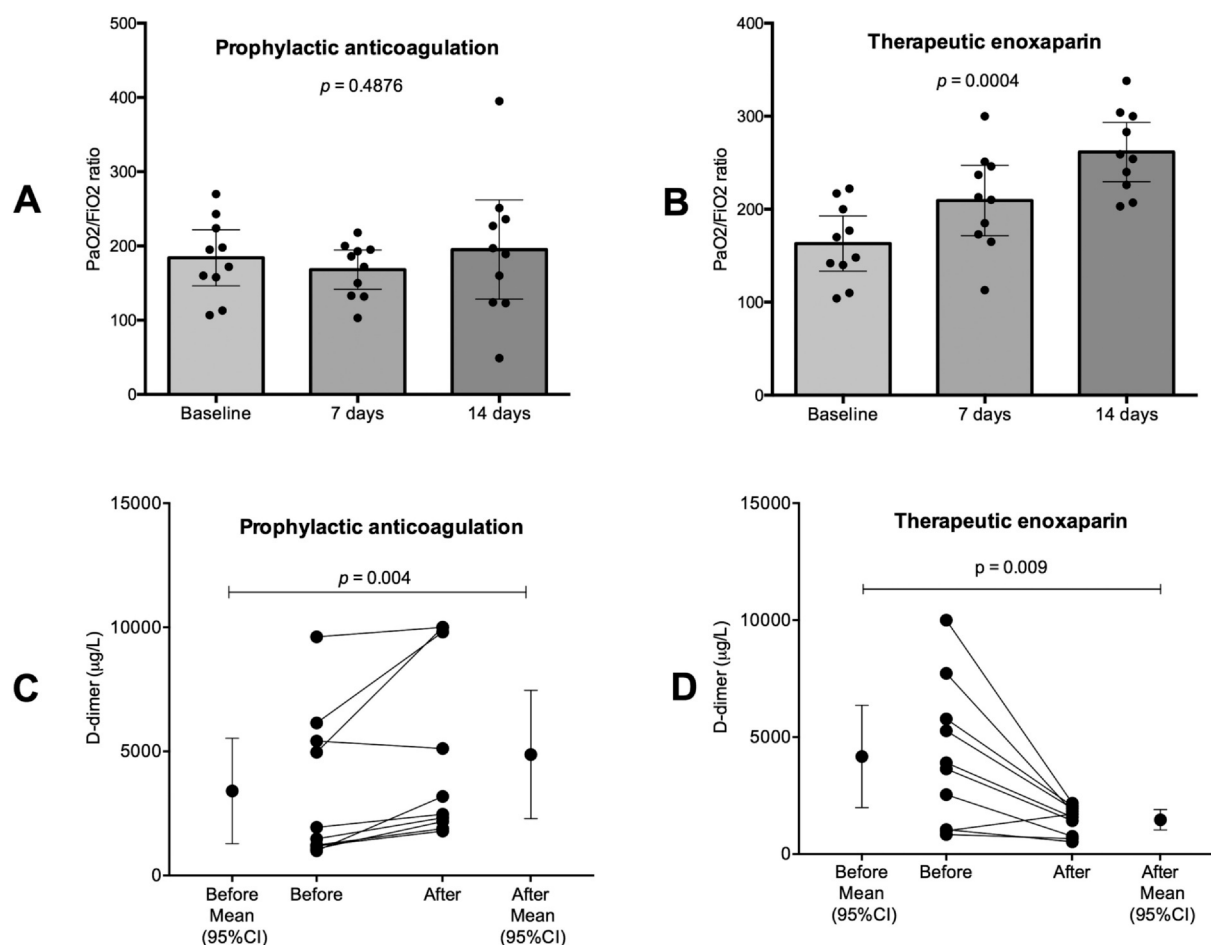 A
Prophylactic anticoagulation
p = 0.4876
PaO2/FiO2 ratio
500
400
300
200
100
0
Baseline 7 days 14 days
B
Therapeutic enoxaparin
p = 0.0004
PaO2/FiO2 ratio
400
300
200
100
0
Baseline 7 days 14 days
C
Prophylactic anticoagulation
p = 0.004
D-dimer (µg/L)
15000
10000
5000
0
Before Before After After
Mean Mean
(95%CI) (95%CI)
D
Therapeutic enoxaparin
p = 0.009
D-dimer (µg/L)
15000
10000
5000
0
Before Before After After
Mean Mean
(95%CI) (95%CI)